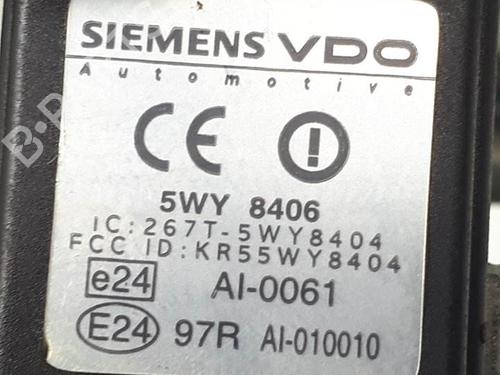 SIEMENS VDO
Automotive
CE
5WY 8406
IC:267T-5WY8404
FCC ID:KR55WY8404
e24 AI-0061
E24 97R AI-010010